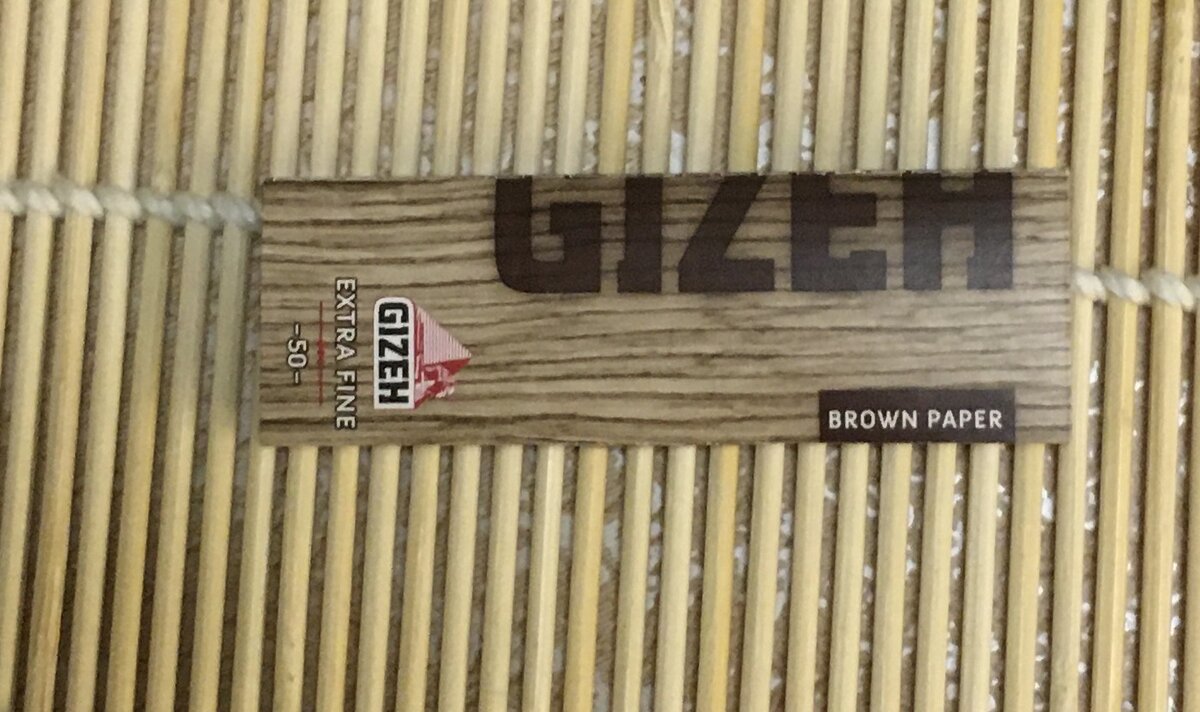 GIZEH
BROWN PAPER
GIZEH
EXTRA FINE
-50-